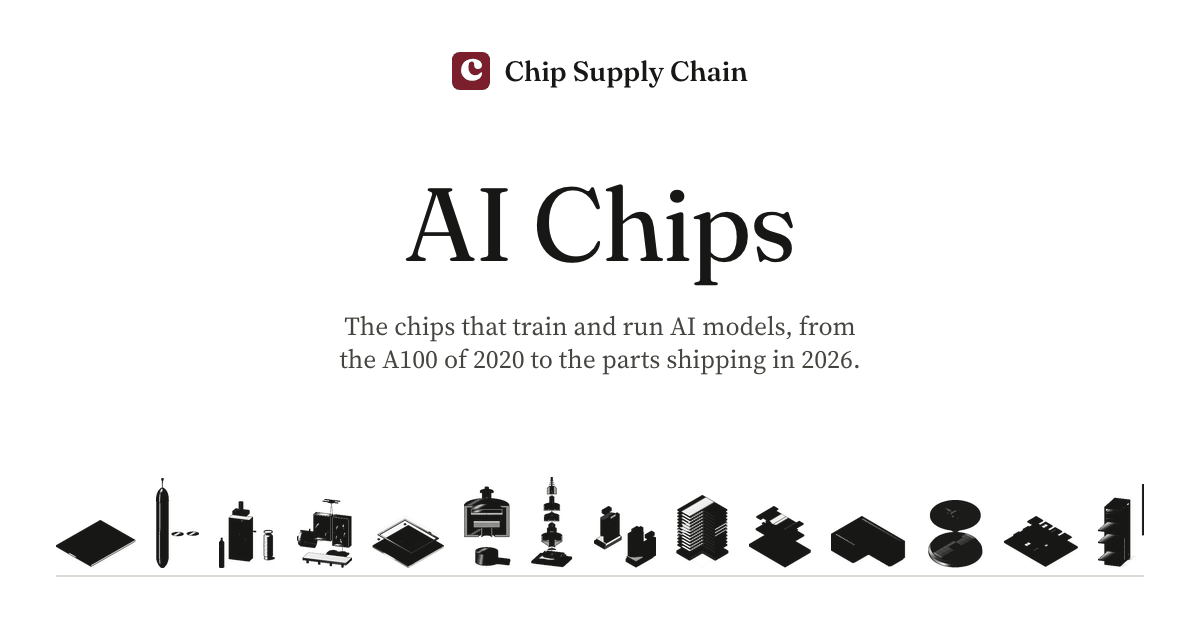 C Chip Supply Chain
AI Chips
The chips that train and run AI models, from
the A100 of 2020 to the parts shipping in 2026.